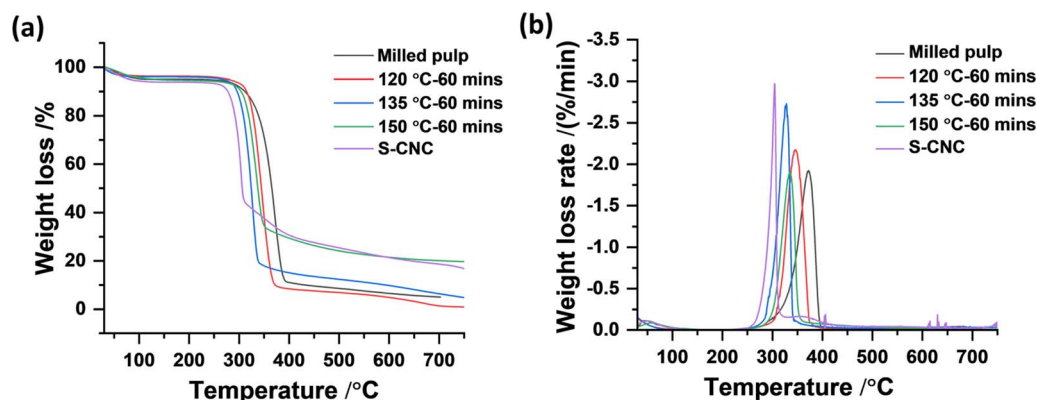 (a)
Weight loss /%
100
80
60
40
20
0
100 200 300 400 500 600 700
Temperature /°C
Milled pulp
120 °C-60 mins
135 °C-60 mins
150 °C-60 mins
S-CNC
(b)
Weight loss rate /(%/min)
-3.5
-3.0
-2.5
-2.0
-1.5
-1.0
-0.5
0.0
100 200 300 400 500 600 700
Temperature /°C
Milled pulp
120 °C-60 mins
135 °C-60 mins
150 °C-60 mins
S-CNC